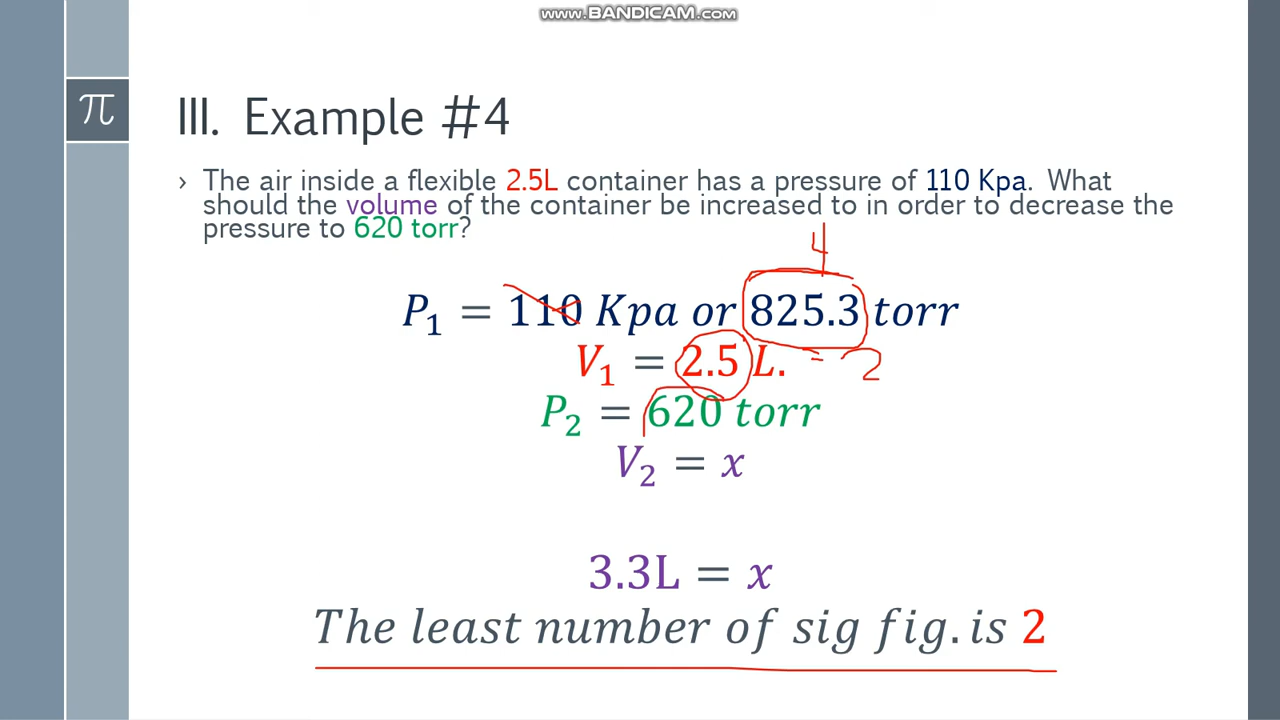 www.BANDICAM.com
π
III. Example #4
› The air inside a flexible 2.5L container has a pressure of 110 Kpa. What
should the volume of the container be increased to in order to decrease the
pressure to 620 torr?
4
P₁ = 110 Kpa or 825.3 torr
V₁ = 2.5 L. = 2
P₂ = 620 torr
V₂ = x
3.3L = x
The least number of sig fig. is 2